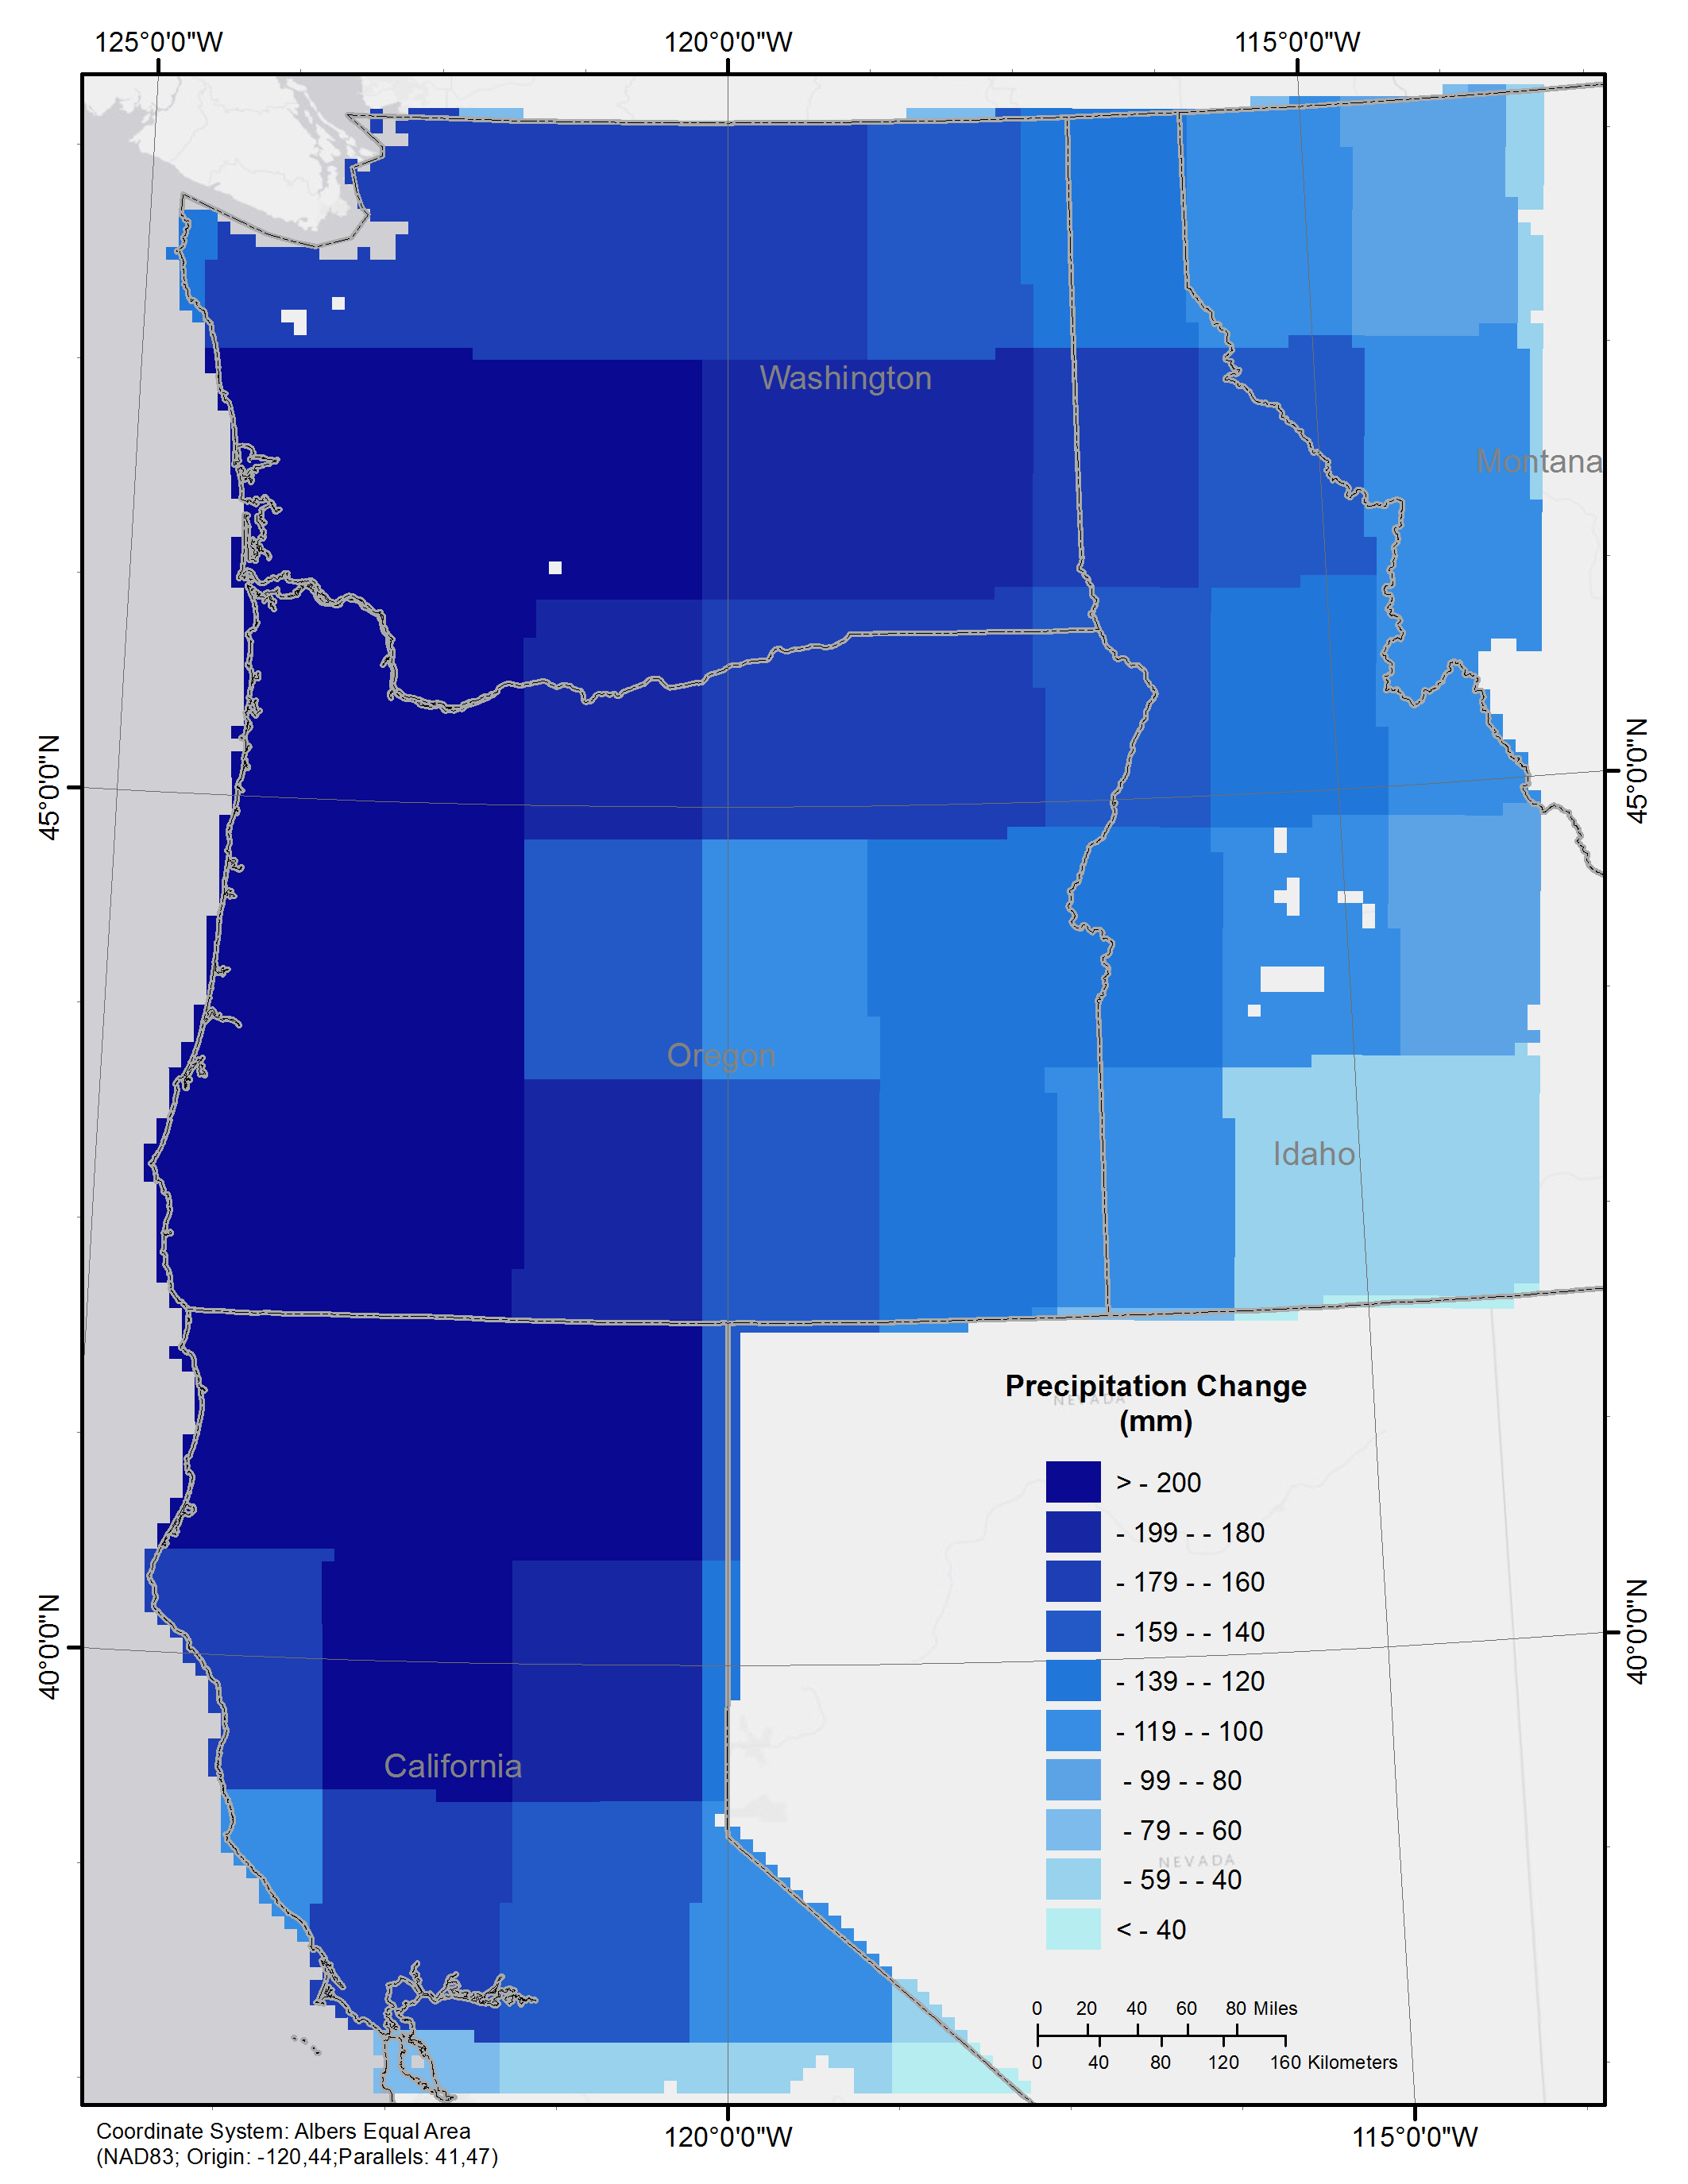 125°0'0"W 120°0'0"W 115°0'0"W
Washington
Montana
45°0'0"N 45°0'0"N
Oregon
Idaho
Precipitation Change
(mm)
NEVADA
> - 200
- 199 - - 180
- 179 - - 160
- 159 - - 140
- 139 - - 120
- 119 - - 100
- 99 - - 80
- 79 - - 60
- 59 - - 40
< - 40
40°0'0"N 40°0'0"N
California
NEVADA
0 20 40 60 80 Miles
0 40 80 120 160 Kilometers
Coordinate System: Albers Equal Area
(NAD83; Origin: -120,44;Parallels: 41,47)
120°0'0"W 115°0'0"W